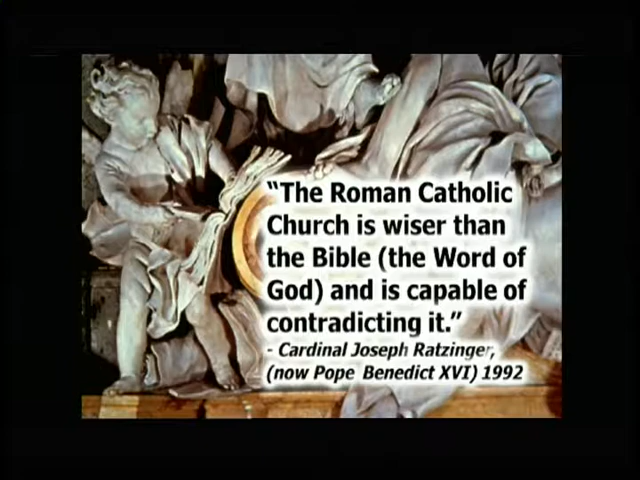 “The Roman Catholic
Church is wiser than
the Bible (the Word of
God) and is capable of
contradicting it.”
- Cardinal Joseph Ratzinger,
(now Pope Benedict XVI) 1992